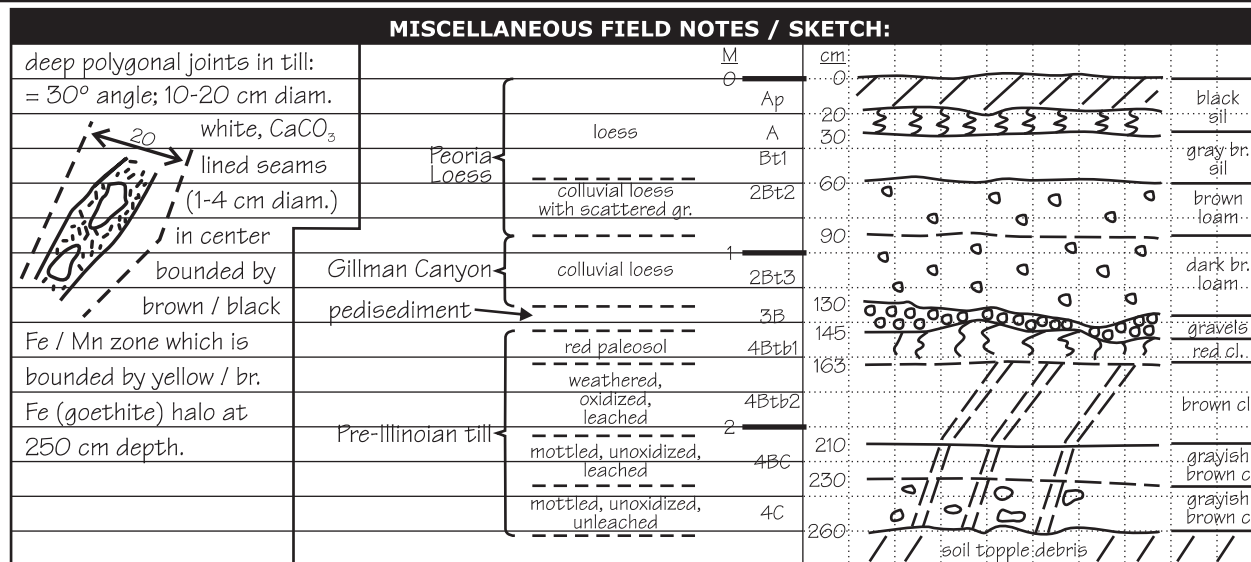 MISCELLANEOUS FIELD NOTES / SKETCH:
deep polygonal joints in till:
= 30° angle; 10-20 cm diam.
white, CaCO3
20
lined seams
(1-4 cm diam.)
in center
bounded by
brown / black
Fe / Mn zone which is
bounded by yellow / br.
Fe (goethite) halo at
250 cm depth.
Peoria
Loess
Gillman Canyon
pedisediment
Pre-Illinoian till
loess
colluvial loess
with scattered gr.
colluvial loess
red paleosol
weathered,
oxidized,
leached
mottled, unoxidized,
leached
mottled, unoxidized,
unleached
M
0
Ap
A
Bt1
2Bt2
1
2Bt3
3B
4Btb1
4Btb2
2
4BC
4C
cm
0
20
30
60
90
130
145
163
210
230
260
soil topple debris
black
sil
gray br.
sil
brown
loam
dark br.
loam
gravels
red cl.
brown cl
grayish
brown c
grayish
brown c